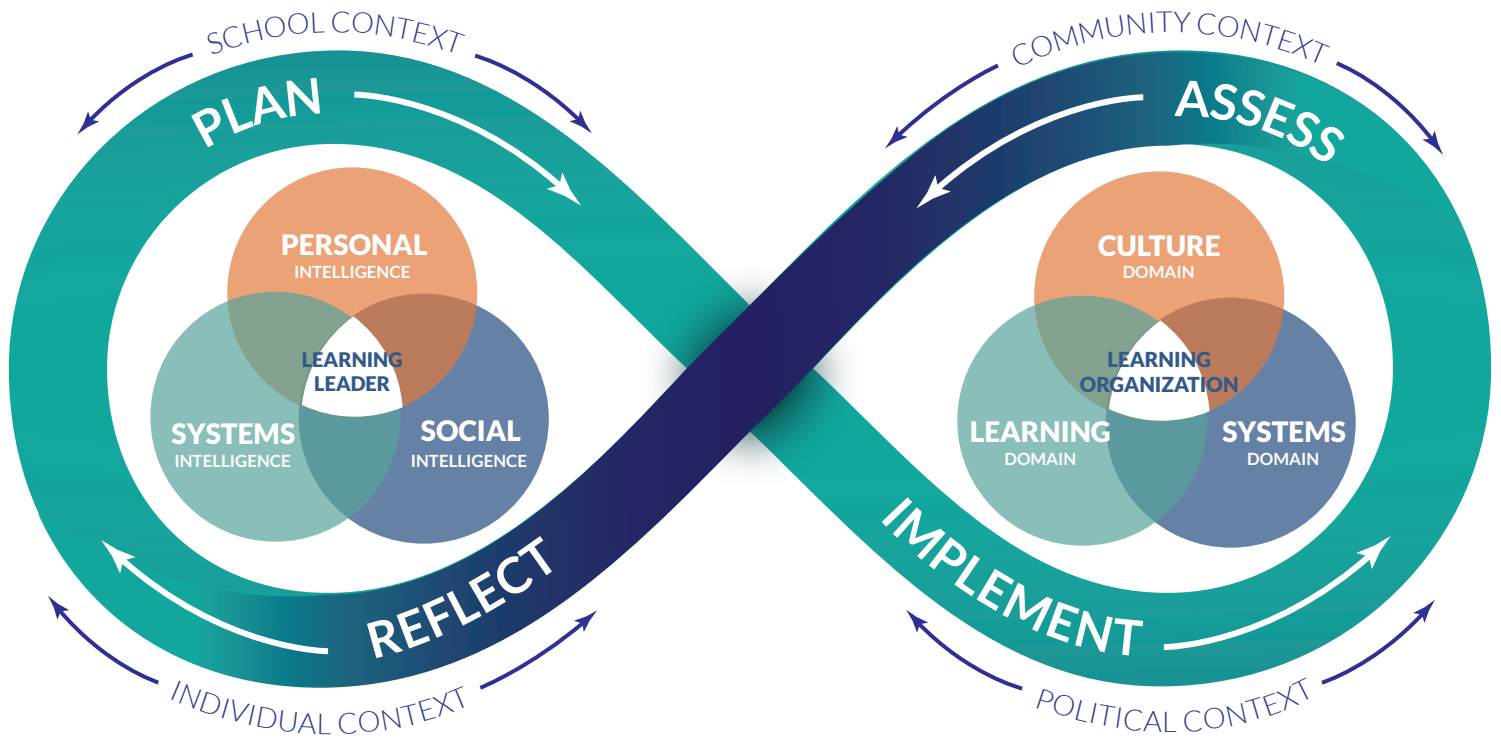 SCHOOL CONTEXT
COMMUNITY CONTEXT
PLAN
ASSESS
PERSONAL
INTELLIGENCE
LEARNING
LEADER
SYSTEMS
INTELLIGENCE
SOCIAL
INTELLIGENCE
CULTURE
DOMAIN
LEARNING
ORGANIZATION
LEARNING
DOMAIN
SYSTEMS
DOMAIN
REFLECT
IMPLEMENT
INDIVIDUAL CONTEXT
POLITICAL CONTEXT